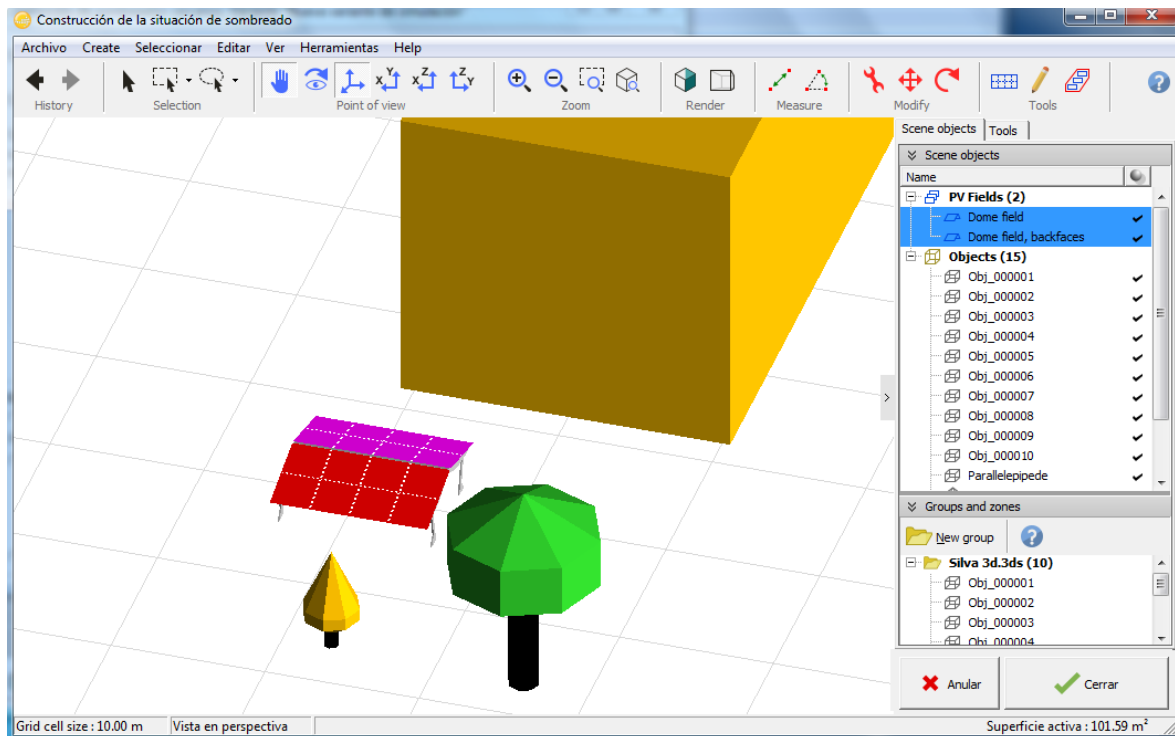 Construcción de la situación de sombreado
Archivo Create Seleccionar Editar Ver Herramientas Help
History Selection Point of view Zoom Render Measure Modify Tools
Scene objects Tools
Scene objects
Name
PV Fields (2)
Dome field
Dome field, backfaces
Objects (15)
Obj_000001
Obj_000002
Obj_000003
Obj_000004
Obj_000005
Obj_000006
Obj_000007
Obj_000008
Obj_000009
Obj_000010
Parallelepipede
Groups and zones
New group
Silva 3d.3ds (10)
Obj_000001
Obj_000002
Obj_000003
Obj_000004
Anular Cerrar
Grid cell size : 10.00 m Vista en perspectiva Superficie activa : 101.59 m²